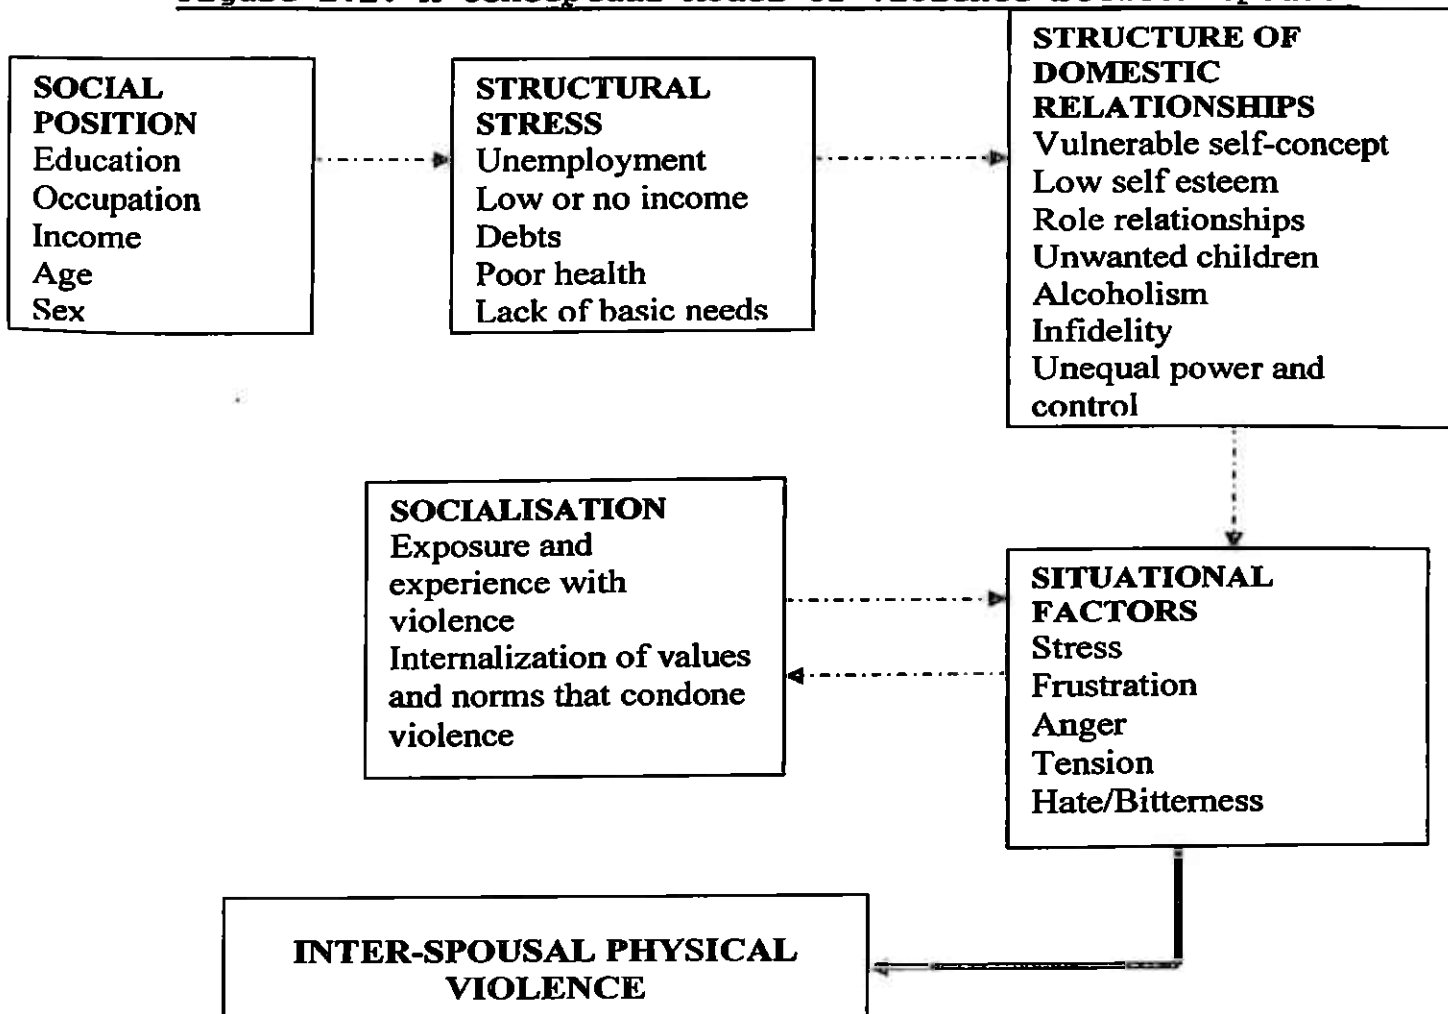 SOCIAL
POSITION
Education
Occupation
Income
Age
Sex
STRUCTURAL
STRESS
Unemployment
Low or no income
Debts
Poor health
Lack of basic needs
STRUCTURE OF
DOMESTIC
RELATIONSHIPS
Vulnerable self-concept
Low self esteem
Role relationships
Unwanted children
Alcoholism
Infidelity
Unequal power and
control
SOCIALISATION
Exposure and
experience with
violence
Internalization of values
and norms that condone
violence
SITUATIONAL
FACTORS
Stress
Frustration
Anger
Tension
Hate/Bitterness
INTER-SPOUSAL PHYSICAL
VIOLENCE